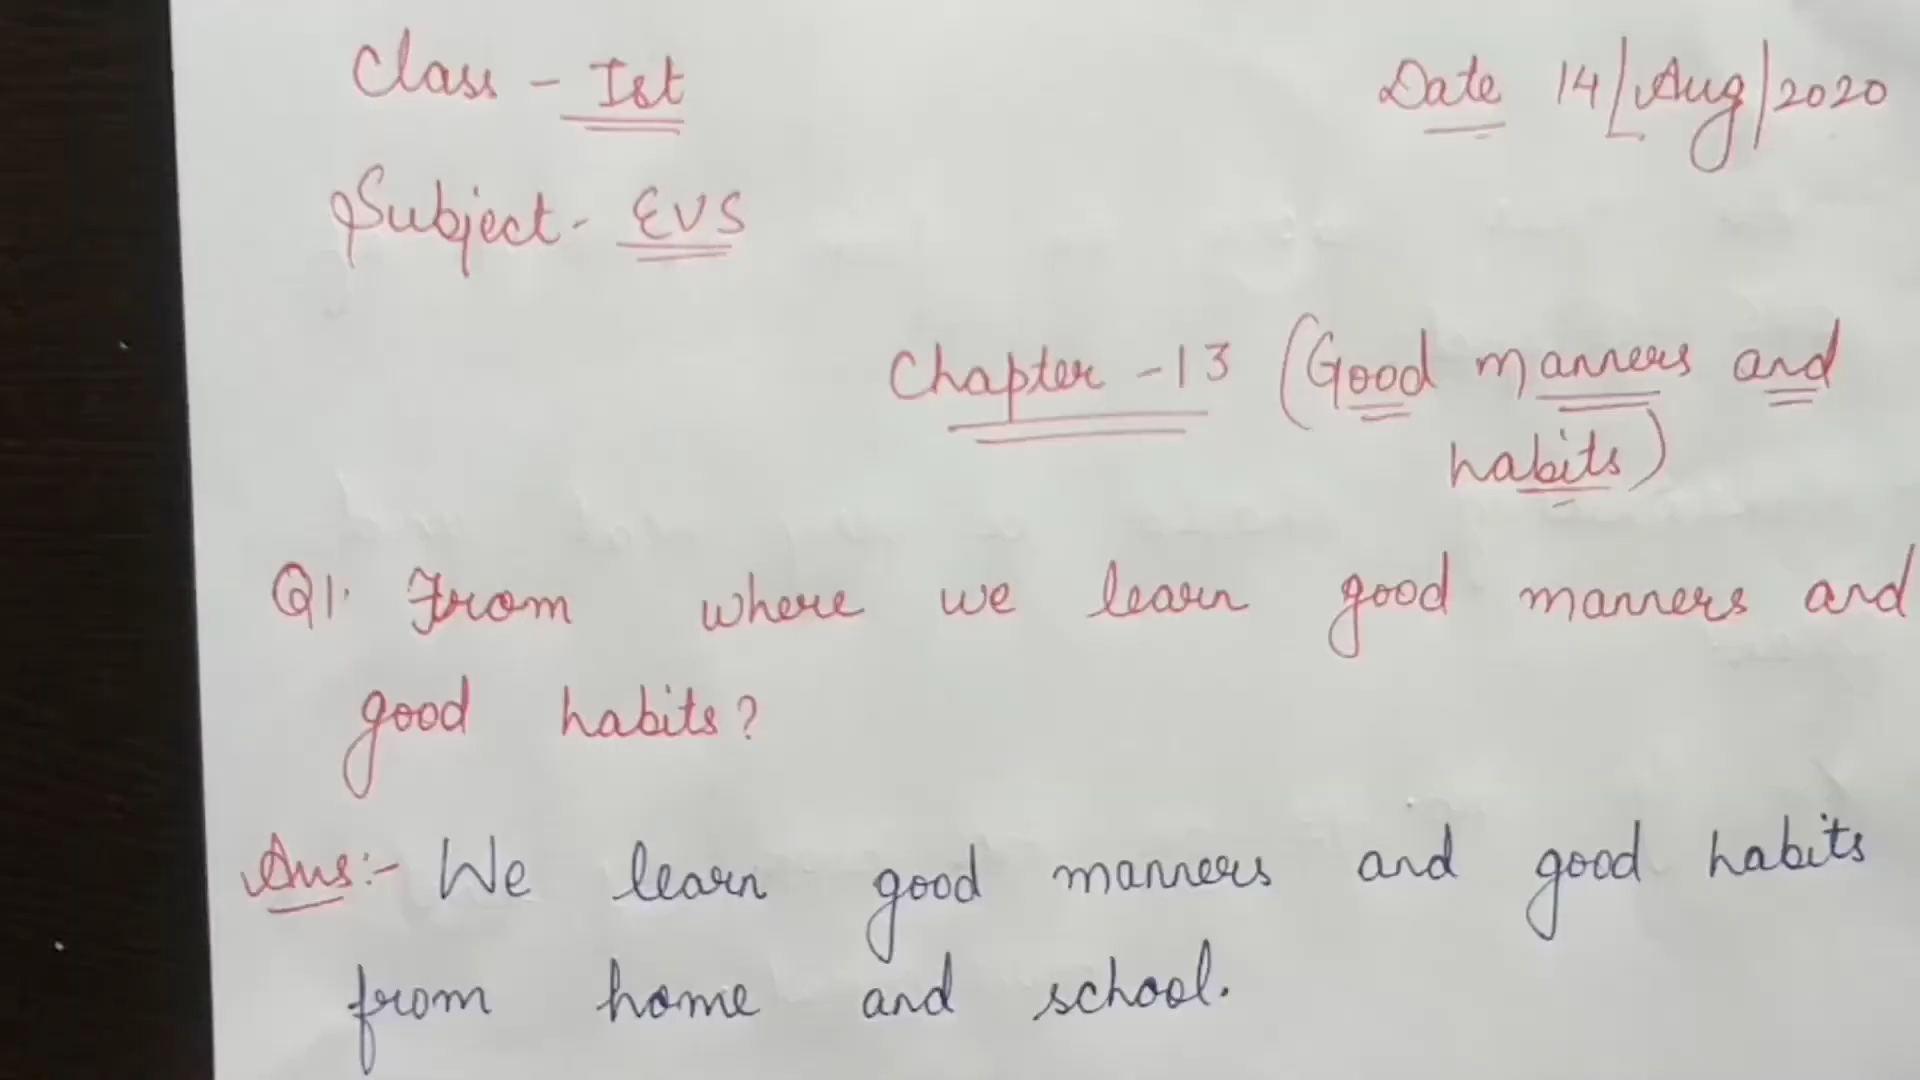 Class - Ist
Date 14/Aug/2020
Subject - EVS
Chapter - 13 (Good manners and
habits)
Q1. From where we learn good manners and
good habits?
Ans:- We learn good manners and good habits
from home and school.